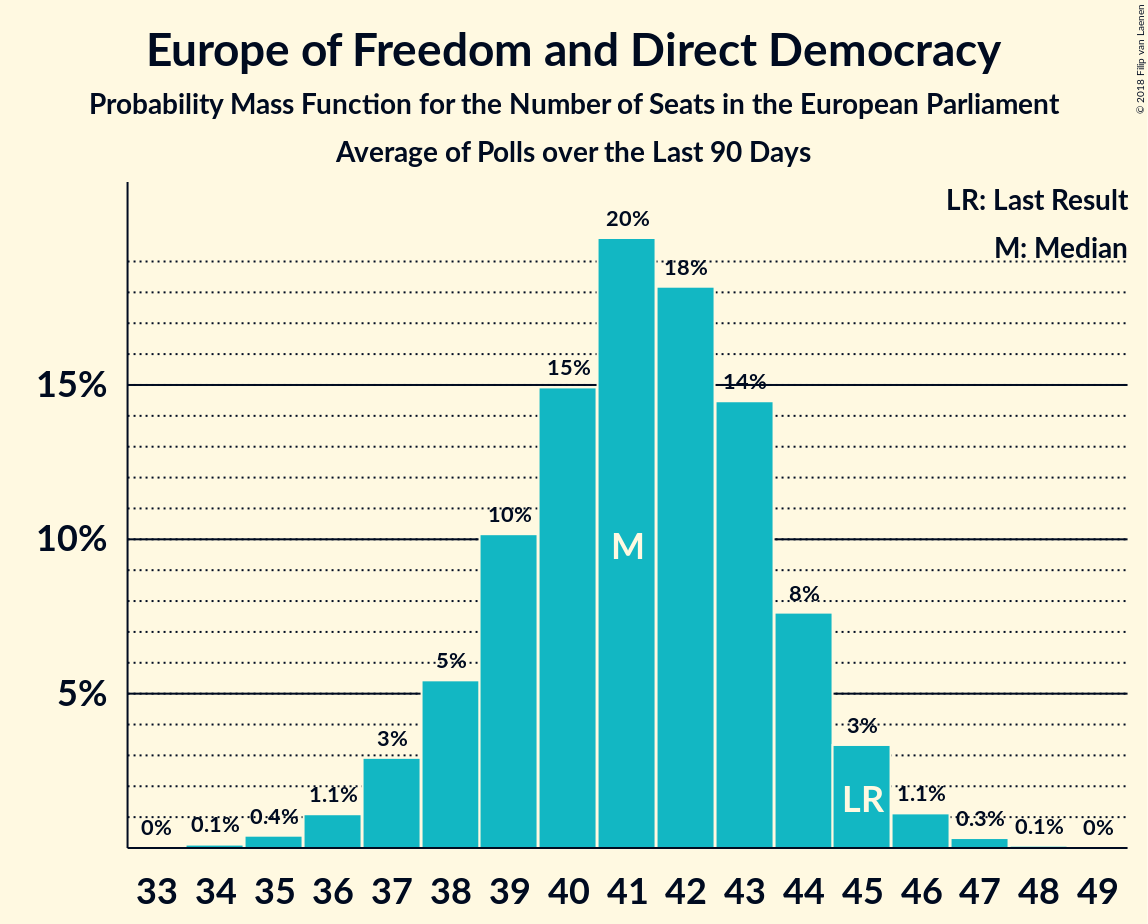 Europe of Freedom and Direct Democracy
Probability Mass Function for the Number of Seats in the European Parliament
Average of Polls over the Last 90 Days
© 2018 Filip van Laenen
LR: Last Result
M: Median
20%
18%
15%
15%
14%
10%
10%
M
8%
5%
5%
3%
3%
LR
1.1%
1.1%
0%
0.1%
0.4%
0.3%
0.1%
0%
33 34 35 36 37 38 39 40 41 42 43 44 45 46 47 48 49